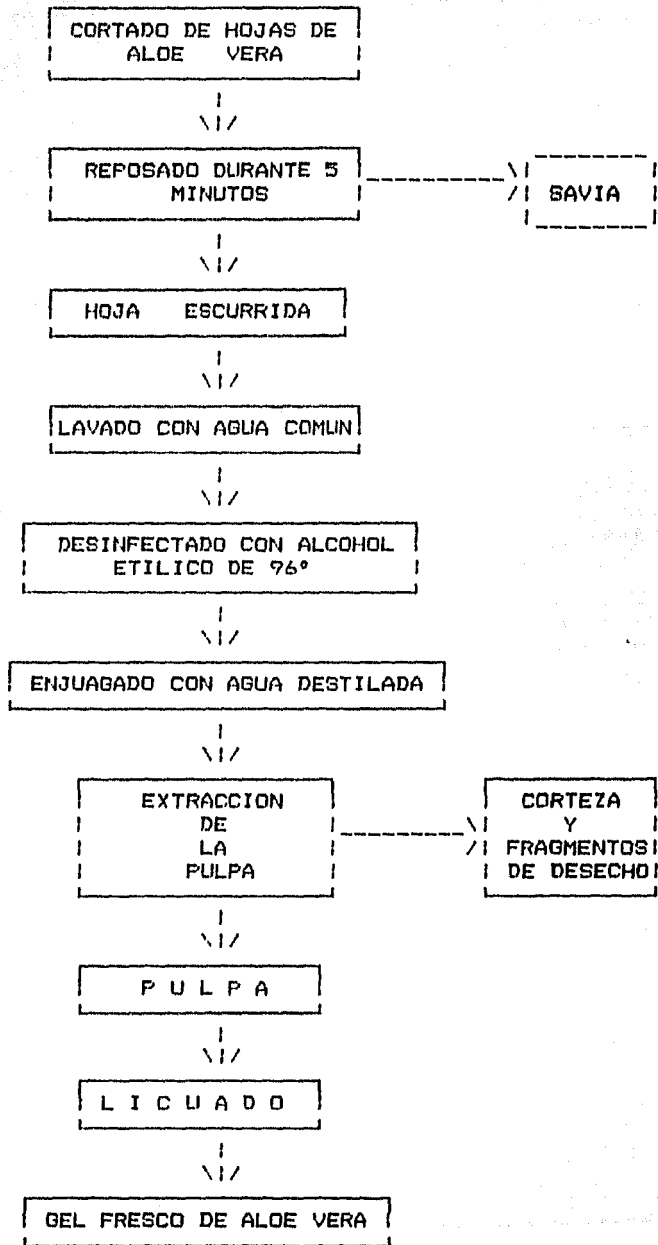 CORTADO DE HOJAS DE
ALOE VERA
REPOSADO DURANTE 5
MINUTOS
SAVIA
HOJA ESCURRIDA
LAVADO CON AGUA COMUN
DESINFECTADO CON ALCOHOL
ETILICO DE 96°
ENJUAGADO CON AGUA DESTILADA
EXTRACCION
DE
LA
PULPA
CORTEZA
Y
FRAGMENTOS
DE DESECHO
P U L P A
L I C U A D O
GEL FRESCO DE ALOE VERA